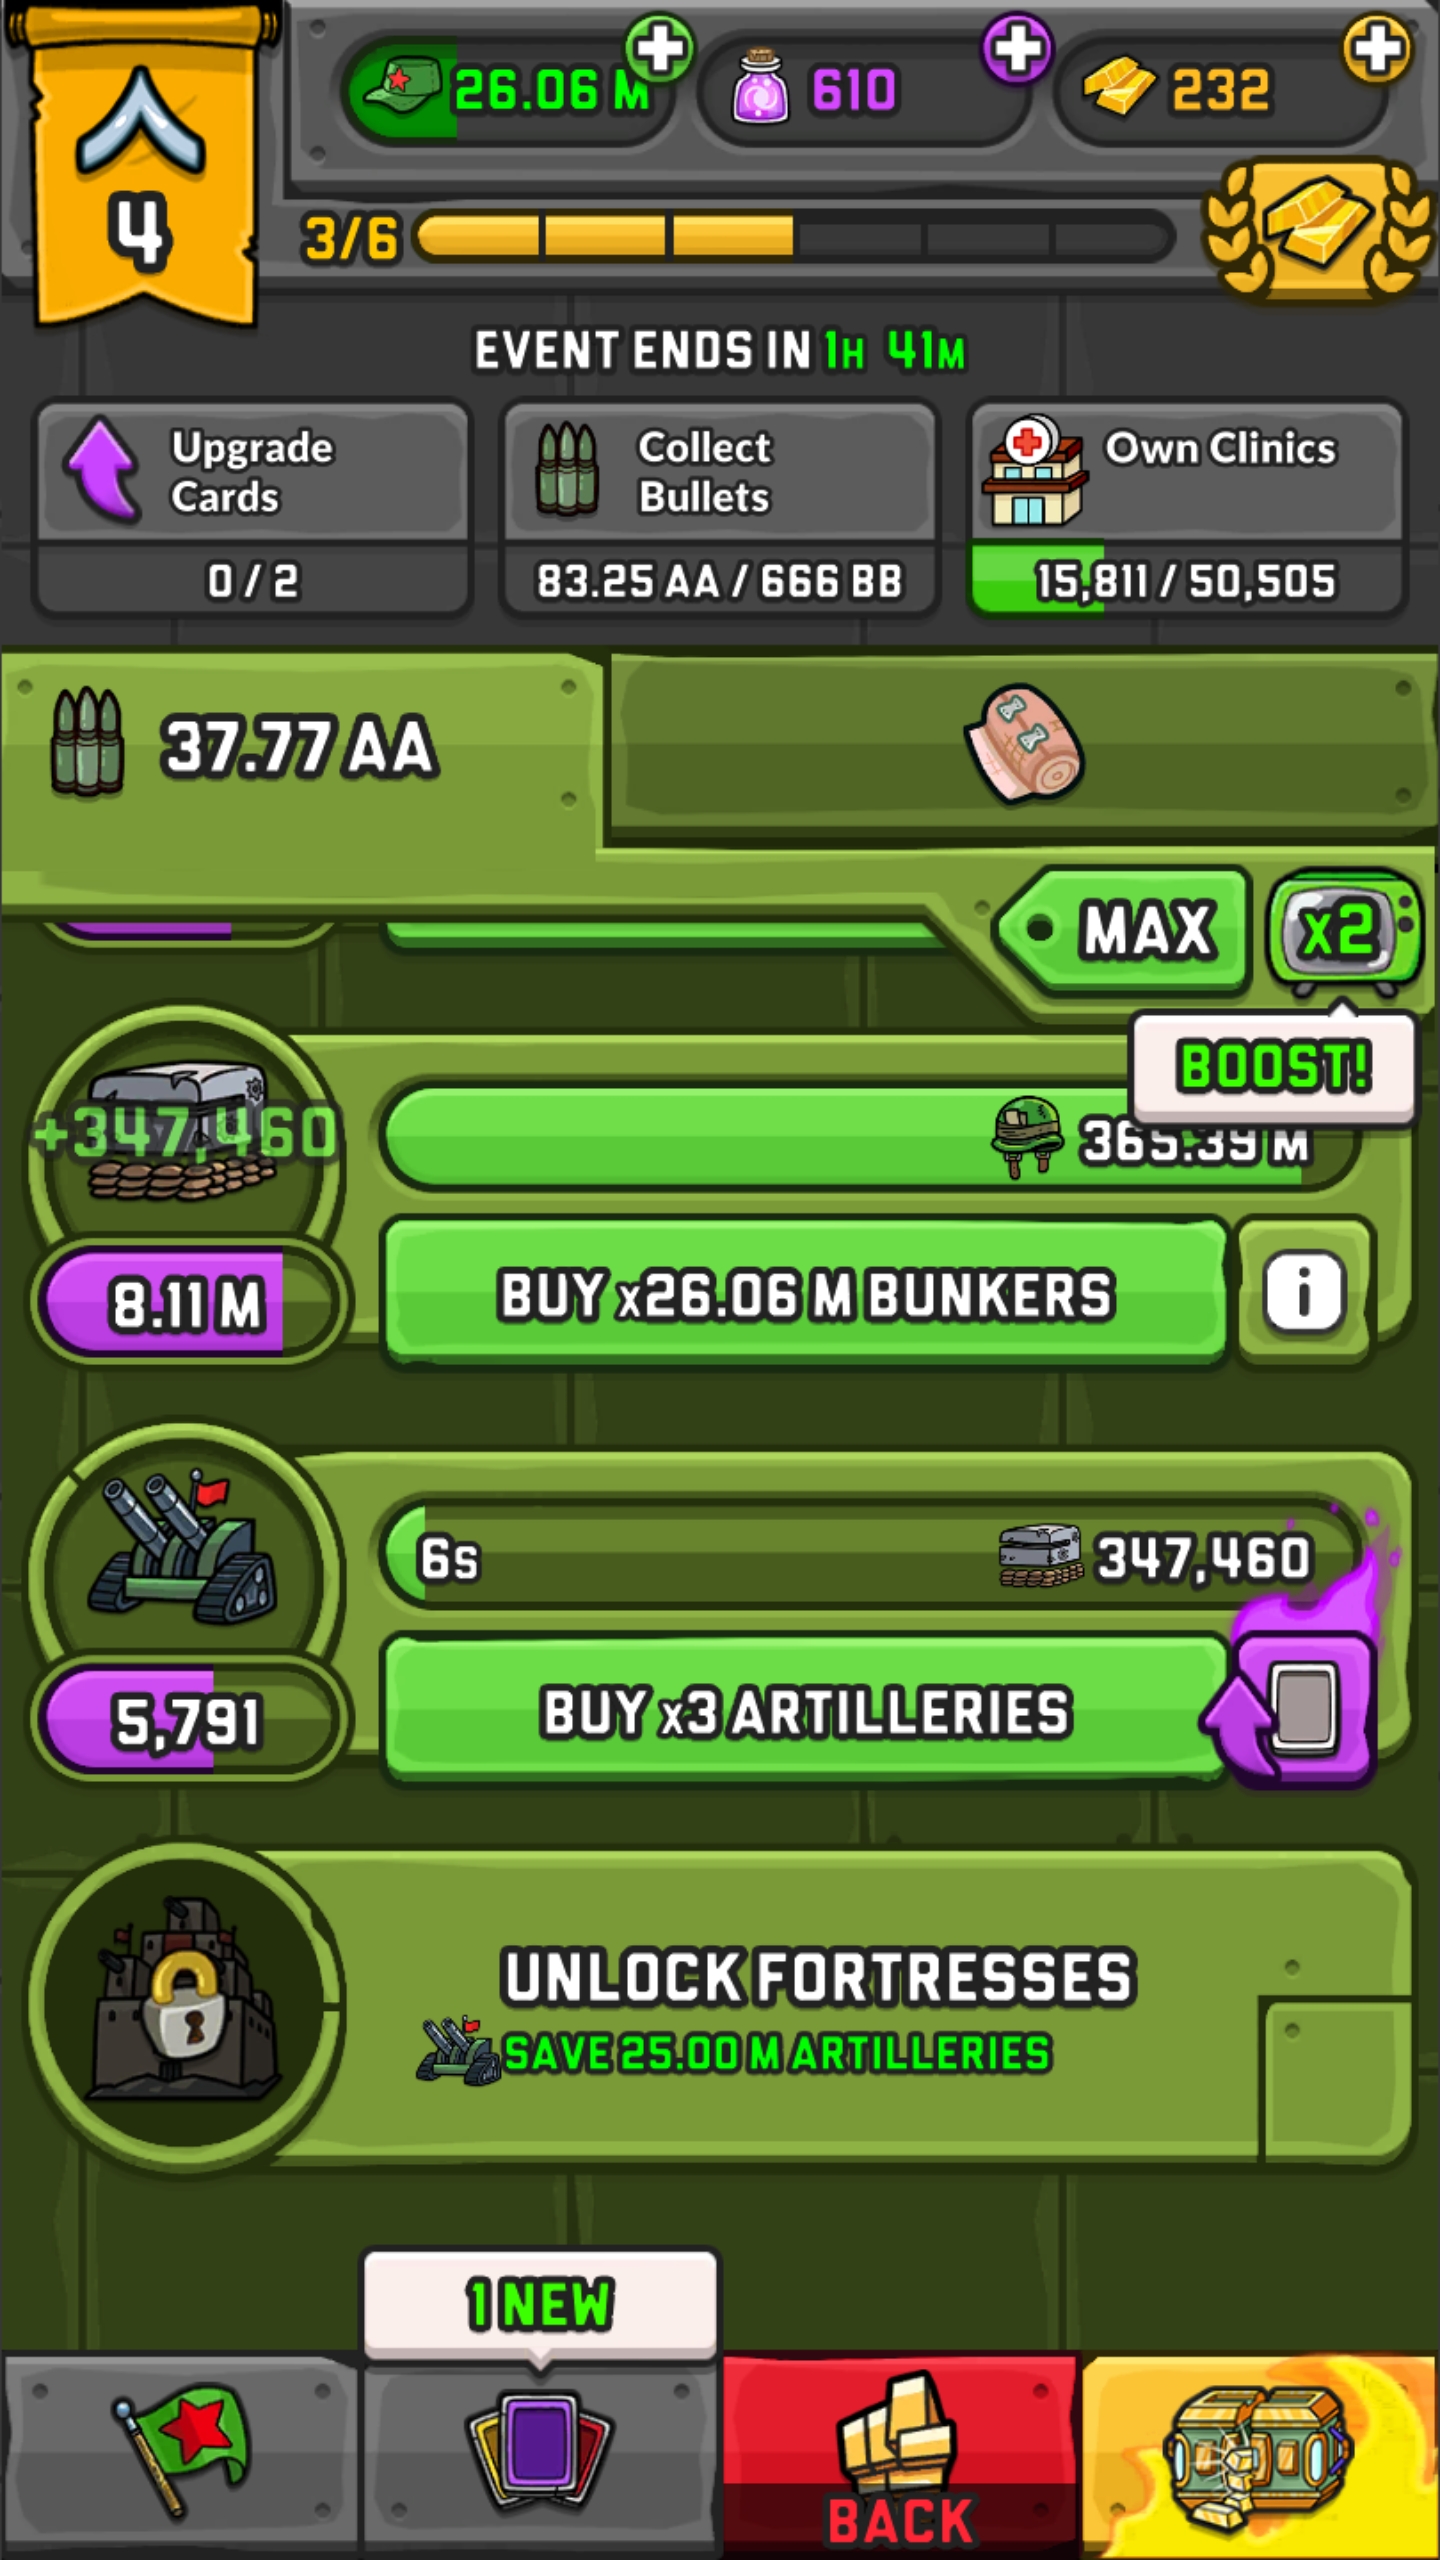 4
26.06 M
610
232
3/6
EVENT ENDS IN 1H 41M
Upgrade
Cards
0 / 2
Collect
Bullets
83.25 AA / 666 BB
Own Clinics
15,811 / 50,505
37.77 AA
MAX
x2
BOOST!
+347,460
365.39 M
8.11 M
BUY x26.06 M BUNKERS
i
6s
347,460
5,791
BUY x3 ARTILLERIES
UNLOCK FORTRESSES
SAVE 25.00 M ARTILLERIES
1 NEW
BACK